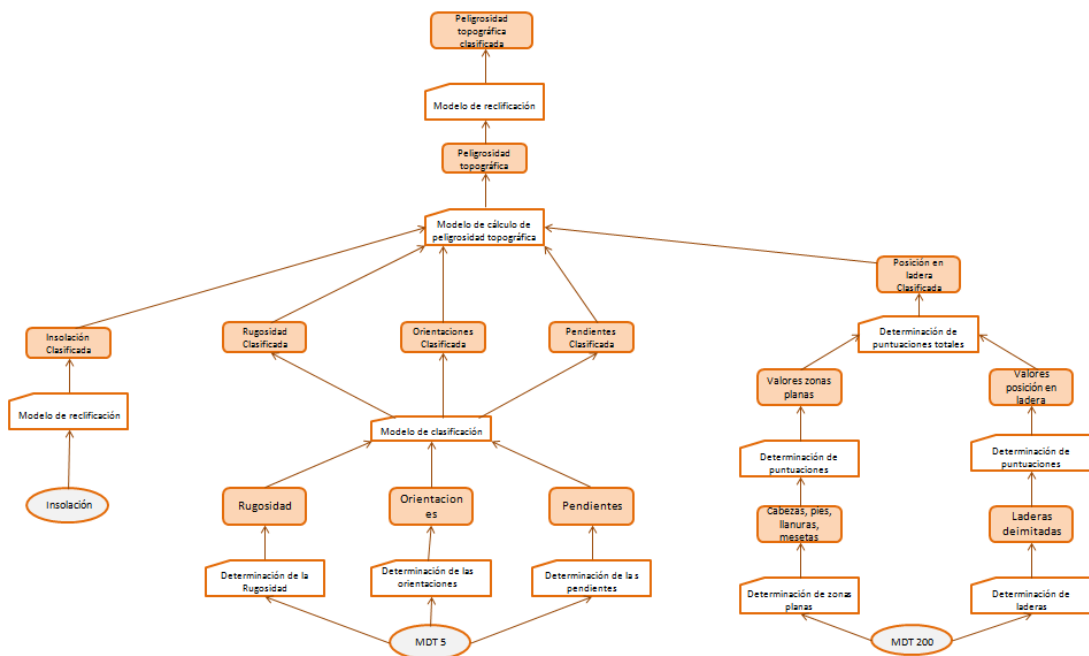 Peligrosidad
topográfica
clasificada
Modelo de reclificación
Peligrosidad
topográfica
Modelo de cálculo de
peligrosidad topográfica
Posición en
ladera
Clasificada
Insolación
Clasificada
Rugosidad
Clasificada
Orientaciones
Clasificada
Pendientes
Clasificada
Determinación de
puntuaciones totales
Valores zonas
planas
Valores
posición en
ladera
Modelo de reclificación
Modelo de clasificación
Determinación de
puntuaciones
Determinación de
puntuaciones
Insolación
Rugosidad
Orientacion
es
Pendientes
Cabezas, pies,
llanuras,
mesetas
Laderas
deimitadas
Determinación de la
Rugosidad
Determinación de las
orientaciones
Determinación de la s
pendientes
Determinación de zonas
planas
Determinación de
laderas
MDT 5
MDT 200